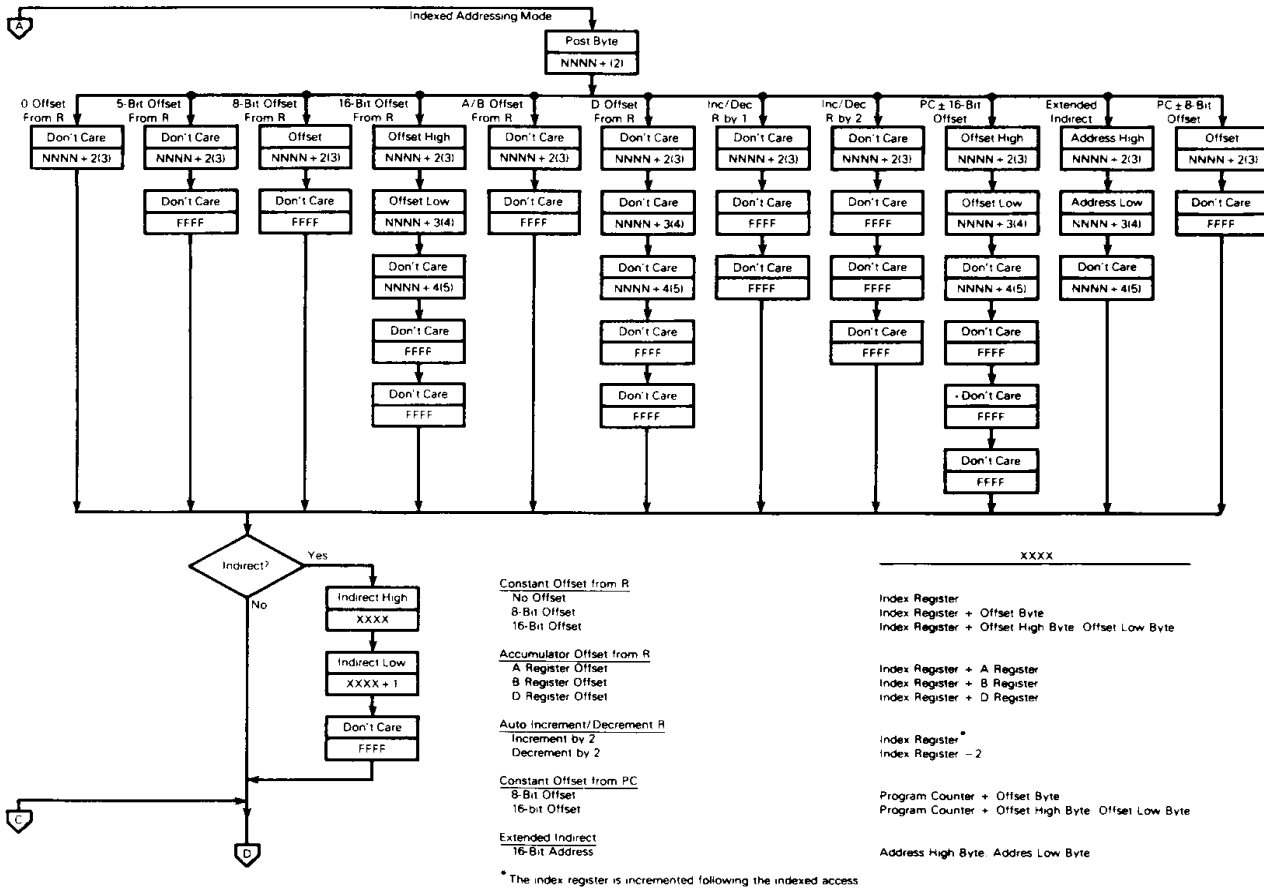 A
Indexed Addressing Mode
Post Byte
NNNN + (2)
0 Offset From R
5-Bit Offset From R
8-Bit Offset From R
16-Bit Offset From R
A/B Offset From R
D Offset From R
Inc/Dec R by 1
Inc/Dec R by 2
PC ± 16-Bit Offset
Extended Indirect
PC ± 8-Bit Offset
Don't Care
NNNN + 2(3)
Don't Care
NNNN + 2(3)
Offset
NNNN + 2(3)
Offset High
NNNN + 2(3)
Don't Care
NNNN + 2(3)
Don't Care
NNNN + 2(3)
Don't Care
NNNN + 2(3)
Don't Care
NNNN + 2(3)
Offset High
NNNN + 2(3)
Address High
NNNN + 2(3)
Offset
NNNN + 2(3)
Don't Care
FFFF
Don't Care
FFFF
Offset Low
NNNN + 3(4)
Don't Care
FFFF
Don't Care
NNNN + 3(4)
Don't Care
FFFF
Don't Care
FFFF
Offset Low
NNNN + 3(4)
Address Low
NNNN + 3(4)
Don't Care
FFFF
Don't Care
NNNN + 4(5)
Don't Care
NNNN + 4(5)
Don't Care
FFFF
Don't Care
FFFF
Don't Care
NNNN + 4(5)
Don't Care
NNNN + 4(5)
Don't Care
FFFF
Don't Care
FFFF
Don't Care
FFFF
Don't Care
FFFF
Don't Care
FFFF
Don't Care
FFFF
Don't Care
FFFF
Don't Care
FFFF
Indirect?
Yes
No
Indirect High
XXXX
Indirect Low
XXXX + 1
Don't Care
FFFF
C
D
XXXX
Constant Offset from R
No Offset Index Register
8-Bit Offset Index Register + Offset Byte
16-Bit Offset Index Register + Offset High Byte Offset Low Byte
Accumulator Offset from R
A Register Offset Index Register + A Register
B Register Offset Index Register + B Register
D Register Offset Index Register + D Register
Auto Increment/Decrement R
Increment by 2 Index Register*
Decrement by 2 Index Register − 2
Constant Offset from PC
8-Bit Offset Program Counter + Offset Byte
16-bit Offset Program Counter + Offset High Byte Offset Low Byte
Extended Indirect
16-Bit Address Address High Byte. Addres Low Byte
* The index register is incremented following the indexed access